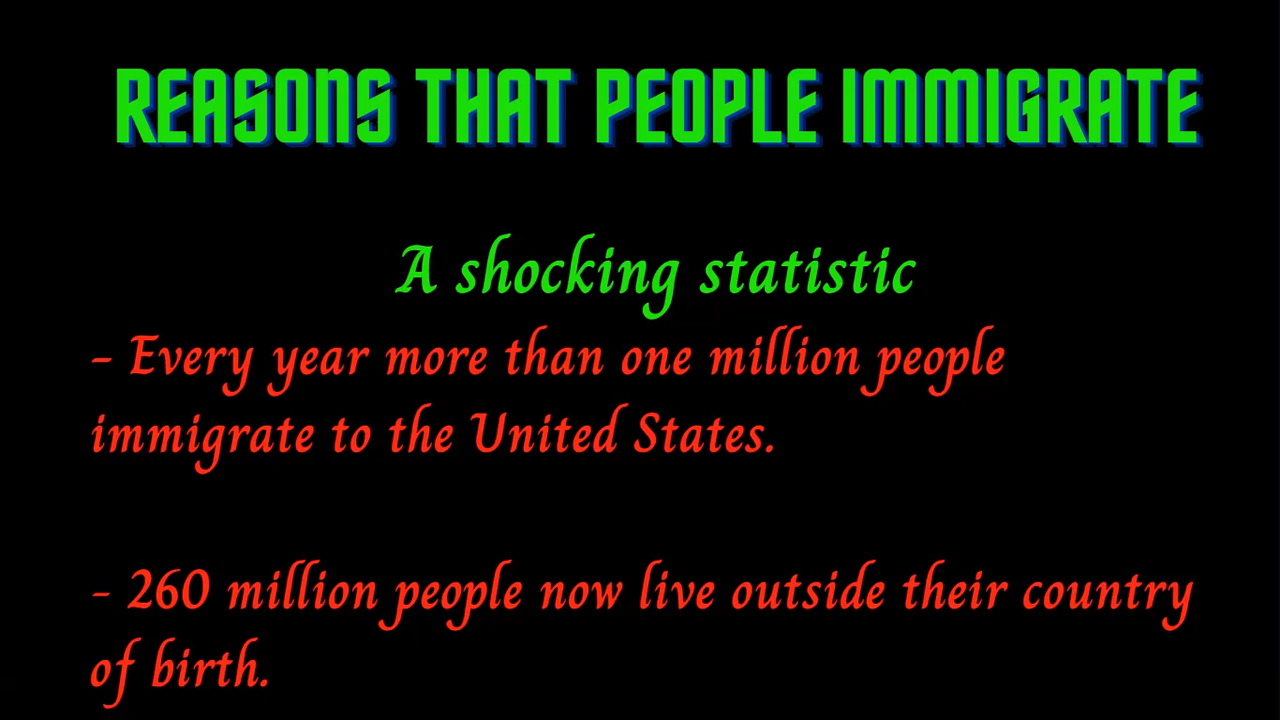 REASONS THAT PEOPLE IMMIGRATE
A shocking statistic
- Every year more than one million people
immigrate to the United States.
- 260 million people now live outside their country
of birth.